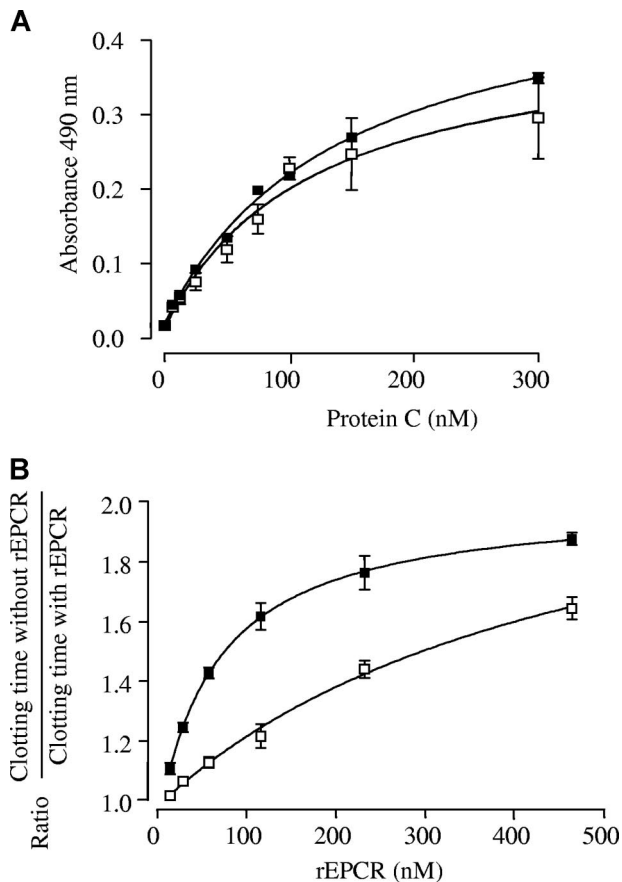 A
Absorbance 490 nm
0.4
0.3
0.2
0.1
0.0
0
100
200
300
Protein C (nM)
B
Ratio
Clotting time without rEPCR
Clotting time with rEPCR
2.0
1.8
1.6
1.4
1.2
1.0
0
100
200
300
400
500
rEPCR (nM)